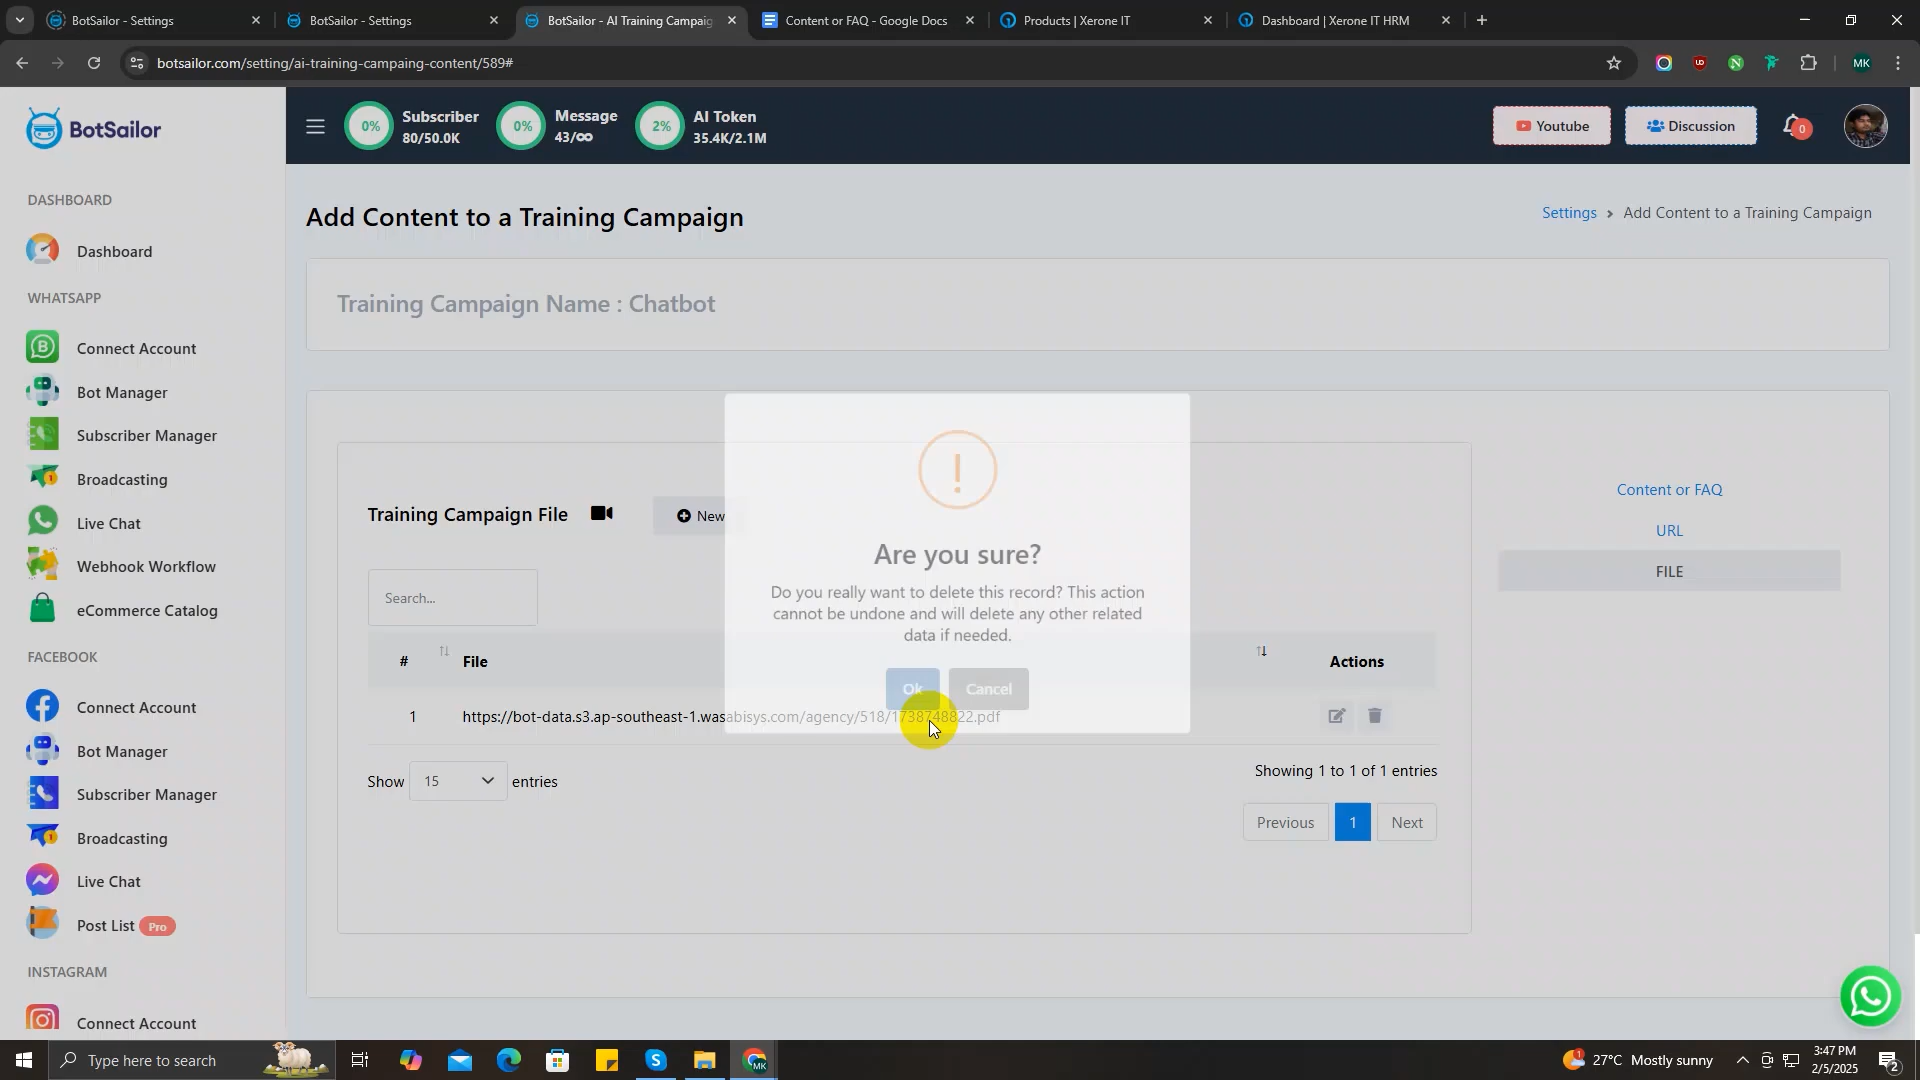 BotSailor - Settings
BotSailor - Settings
BotSailor - AI Training Campaig
Content or FAQ - Google Docs
Products | Xerone IT
Dashboard | Xerone IT HRM
botsailor.com/setting/ai-training-campaing-content/589#
MK
BotSailor
0%
Subscriber
80/50.0K
0%
Message
43/∞
2%
AI Token
35.4K/2.1M
Youtube
Discussion
0
DASHBOARD
Dashboard
WHATSAPP
Connect Account
Bot Manager
Subscriber Manager
Broadcasting
Live Chat
Webhook Workflow
eCommerce Catalog
FACEBOOK
Connect Account
Bot Manager
Subscriber Manager
Broadcasting
Live Chat
Post List Pro
INSTAGRAM
Connect Account
Add Content to a Training Campaign
Settings > Add Content to a Training Campaign
Training Campaign Name : Chatbot
Training Campaign File
New
Search...
# File Actions
1 https://bot-data.s3.ap-southeast-1.wasabisys.com/agency/518/1738748822.pdf
Show 15 entries
Showing 1 to 1 of 1 entries
Previous 1 Next
Content or FAQ
URL
FILE
!
Are you sure?
Do you really want to delete this record? This action
cannot be undone and will delete any other related
data if needed.
Ok Cancel
Type here to search
27°C Mostly sunny
3:47 PM
2/5/2025
2